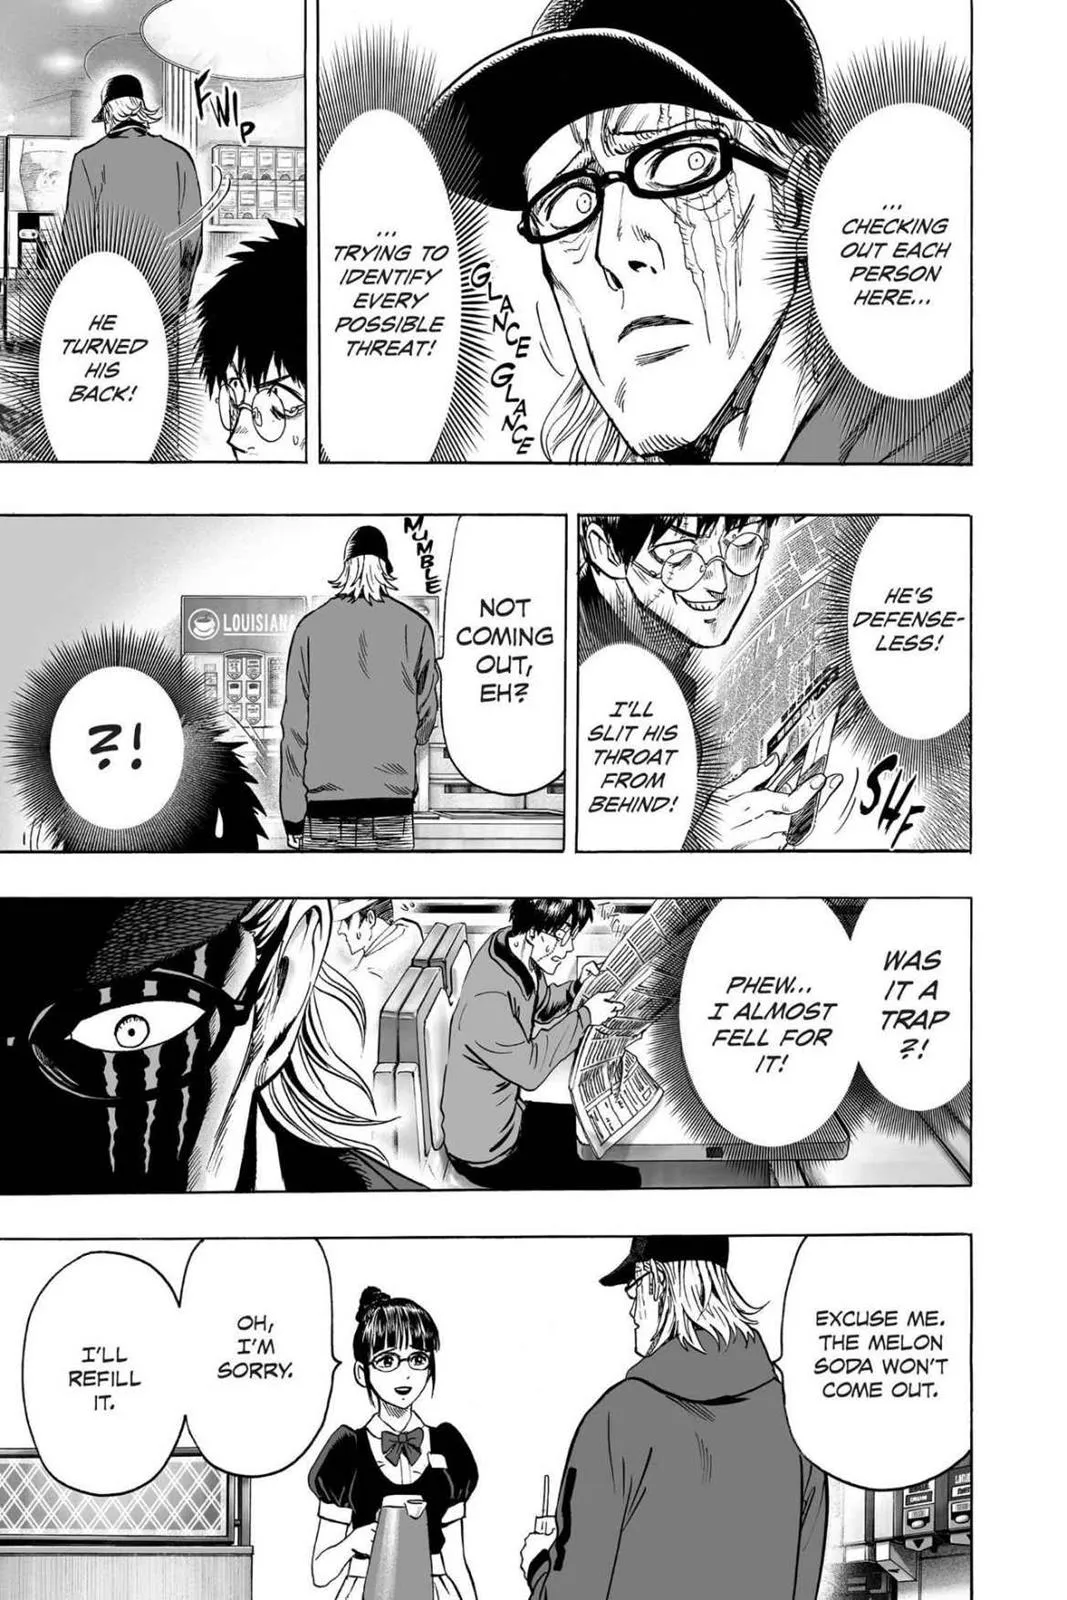 ...
CHECKING
OUT EACH
PERSON
HERE...
...
TRYING TO
IDENTIFY
EVERY
POSSIBLE
THREAT!
GLANCE GLANCE
FWIP
HE
TURNED
HIS
BACK!
HE'S
DEFENSE-
LESS!
I'LL
SLIT HIS
THROAT
FROM
BEHIND!
SHF
NOT
COMING
OUT,
EH?
MUMBLE
LOUISIANA
?!
WAS
IT A
TRAP
?!
PHEW...
I ALMOST
FELL FOR
IT!
EXCUSE ME.
THE MELON
SODA WON'T
COME OUT.
OH,
I'M
SORRY.
I'LL
REFILL
IT.